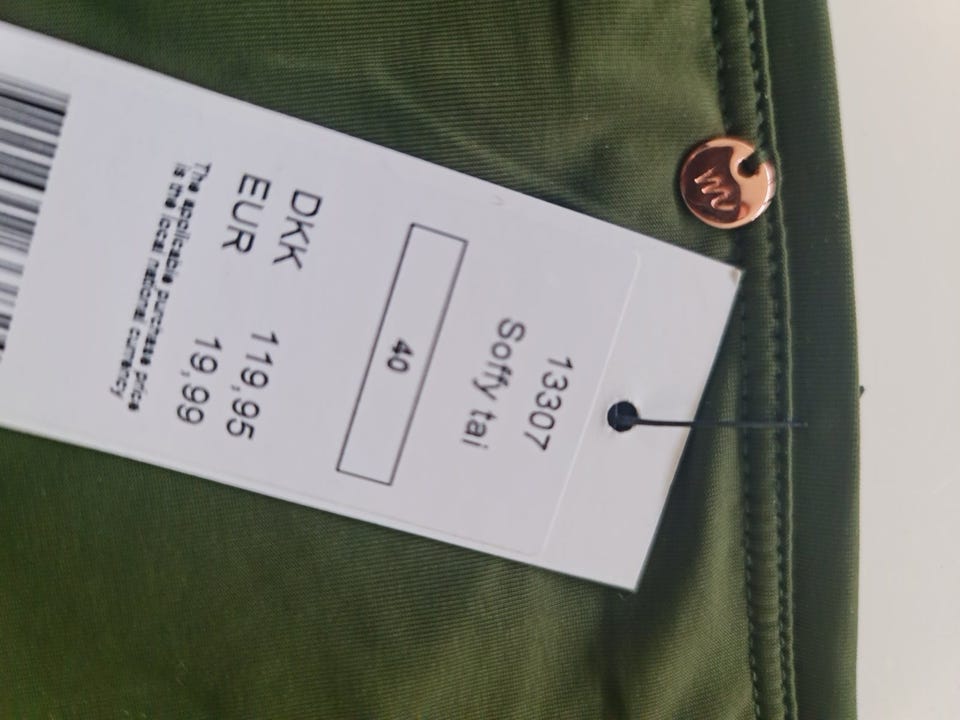 13307
Soffy tai
40
DKK 119,95
EUR 19,99
The applicable purchase price
is the local national currency